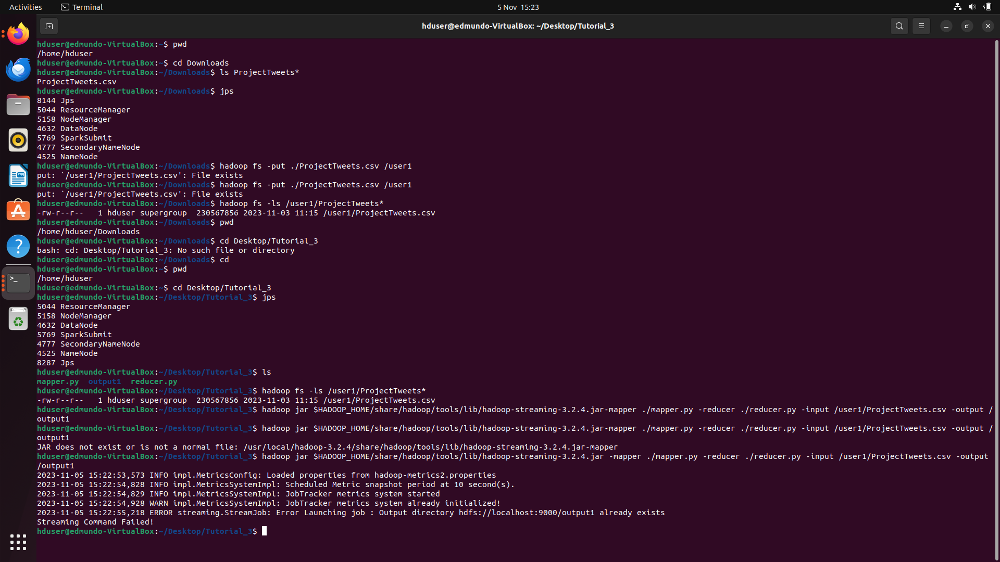 Activities
Terminal
5 Nov 15:23
hduser@edmundo-VirtualBox: ~/Desktop/Tutorial_3
hduser@edmundo-VirtualBox:~$ pwd
/home/hduser
hduser@edmundo-VirtualBox:~$ cd Downloads
hduser@edmundo-VirtualBox:~/Downloads$ ls ProjectTweets*
ProjectTweets.csv
hduser@edmundo-VirtualBox:~/Downloads$ jps
8144 Jps
5044 ResourceManager
5158 NodeManager
4632 DataNode
5769 SparkSubmit
4777 SecondaryNameNode
4525 NameNode
hduser@edmundo-VirtualBox:~/Downloads$ hadoop fs -put ./ProjectTweets.csv /user1
put: `/user1/ProjectTweets.csv': File exists
hduser@edmundo-VirtualBox:~/Downloads$ hadoop fs -put ./ProjectTweets.csv /user1
put: `/user1/ProjectTweets.csv': File exists
hduser@edmundo-VirtualBox:~/Downloads$ hadoop fs -ls /user1/ProjectTweets*
-rw-r--r--   1 hduser supergroup  230567856 2023-11-03 11:15 /user1/ProjectTweets.csv
hduser@edmundo-VirtualBox:~/Downloads$ pwd
/home/hduser/Downloads
hduser@edmundo-VirtualBox:~/Downloads$ cd Desktop/Tutorial_3
bash: cd: Desktop/Tutorial_3: No such file or directory
hduser@edmundo-VirtualBox:~/Downloads$ cd
hduser@edmundo-VirtualBox:~$ pwd
/home/hduser
hduser@edmundo-VirtualBox:~$ cd Desktop/Tutorial_3
hduser@edmundo-VirtualBox:~/Desktop/Tutorial_3$ jps
5044 ResourceManager
5158 NodeManager
4632 DataNode
5769 SparkSubmit
4777 SecondaryNameNode
4525 NameNode
8287 Jps
hduser@edmundo-VirtualBox:~/Desktop/Tutorial_3$ ls
mapper.py  output1  reducer.py
hduser@edmundo-VirtualBox:~/Desktop/Tutorial_3$ hadoop fs -ls /user1/ProjectTweets*
-rw-r--r--   1 hduser supergroup  230567856 2023-11-03 11:15 /user1/ProjectTweets.csv
hduser@edmundo-VirtualBox:~/Desktop/Tutorial_3$ hadoop jar $HADOOP_HOME/share/hadoop/tools/lib/hadoop-streaming-3.2.4.jar-mapper ./mapper.py -reducer ./reducer.py -input /user1/ProjectTweets.csv -output /
output1
hduser@edmundo-VirtualBox:~/Desktop/Tutorial_3$ hadoop jar $HADOOP_HOME/share/hadoop/tools/lib/hadoop-streaming-3.2.4.jar-mapper ./mapper.py -reducer ./reducer.py -input /user1/ProjectTweets.csv -output /
output1
JAR does not exist or is not a normal file: /usr/local/hadoop-3.2.4/share/hadoop/tools/lib/hadoop-streaming-3.2.4.jar-mapper
hduser@edmundo-VirtualBox:~/Desktop/Tutorial_3$ hadoop jar $HADOOP_HOME/share/hadoop/tools/lib/hadoop-streaming-3.2.4.jar -mapper ./mapper.py -reducer ./reducer.py -input /user1/ProjectTweets.csv -output
/output1
2023-11-05 15:22:53,573 INFO impl.MetricsConfig: Loaded properties from hadoop-metrics2.properties
2023-11-05 15:22:54,828 INFO impl.MetricsSystemImpl: Scheduled Metric snapshot period at 10 second(s).
2023-11-05 15:22:54,829 INFO impl.MetricsSystemImpl: JobTracker metrics system started
2023-11-05 15:22:54,928 WARN impl.MetricsSystemImpl: JobTracker metrics system already initialized!
2023-11-05 15:22:55,218 ERROR streaming.StreamJob: Error Launching job : Output directory hdfs://localhost:9000/output1 already exists
Streaming Command Failed!
hduser@edmundo-VirtualBox:~/Desktop/Tutorial_3$